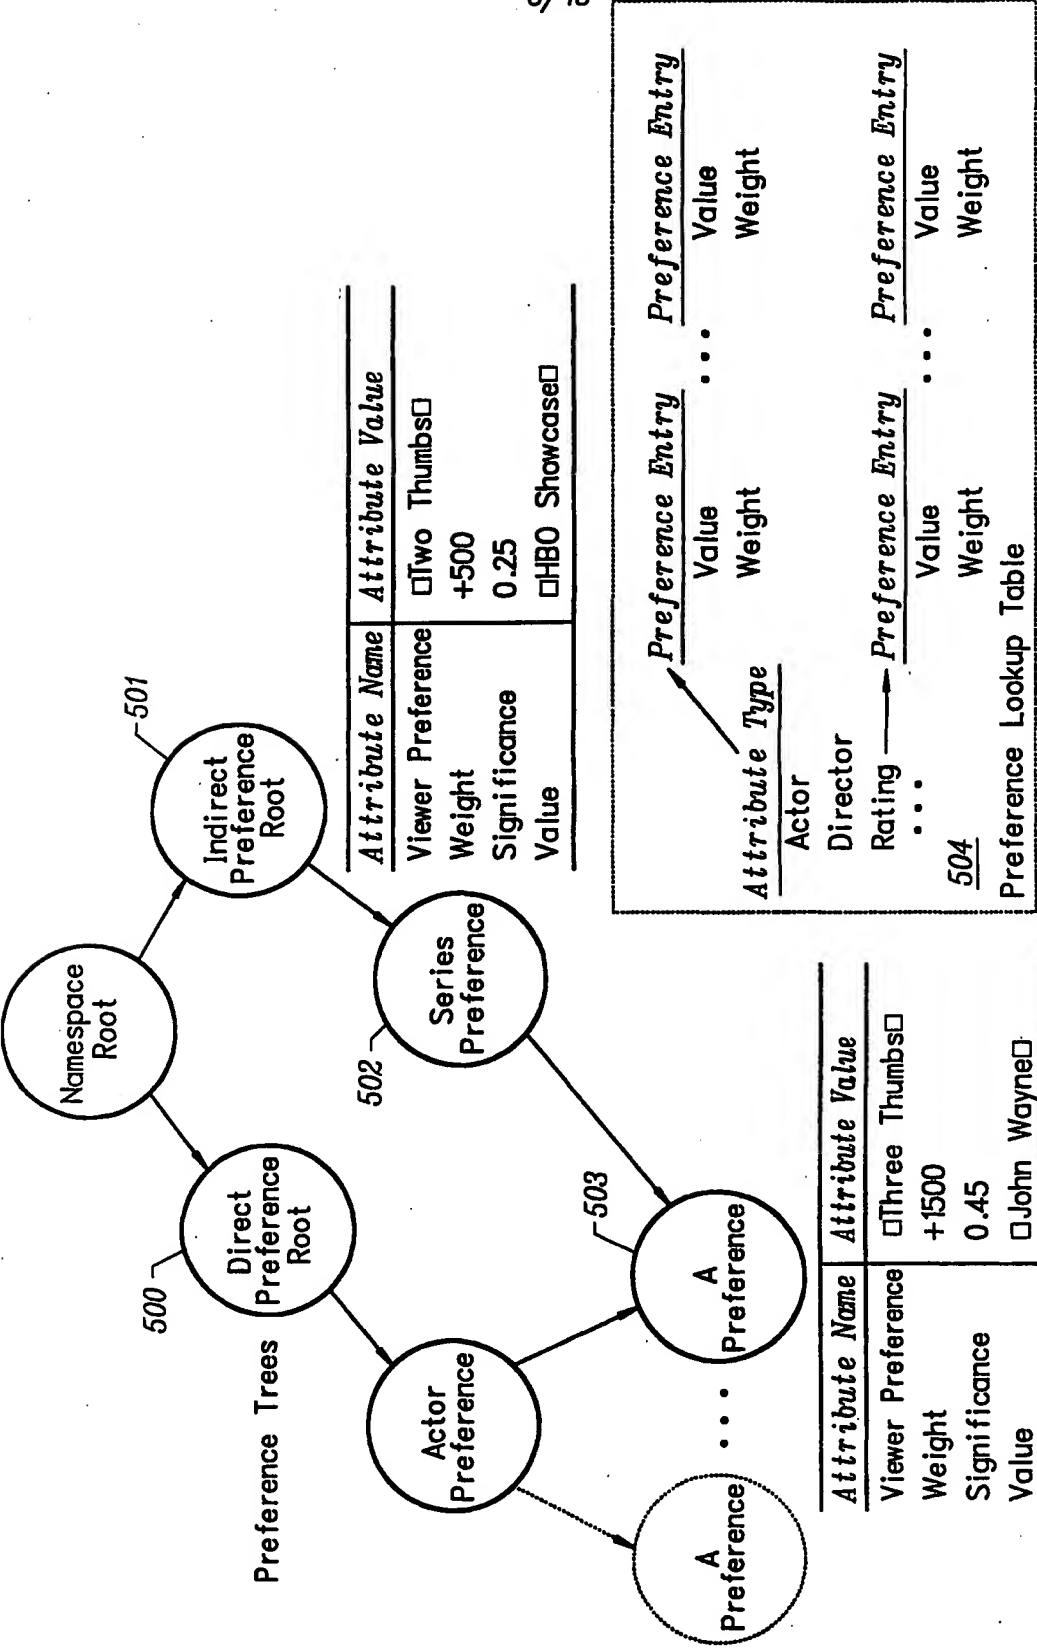 Preference Trees
Namespace
Root
500
Direct
Preference
Root
501
Indirect
Preference
Root
Actor
Preference
502
Series
Preference
A
Preference
• • •
503
A
Preference
Attribute Name Attribute Value
Viewer Preference □Two Thumbs□
Weight +500
Significance 0.25
Value □HBO Showcase□
Attribute Name Attribute Value
Viewer Preference □Three Thumbs□
Weight +1500
Significance 0.45
Value □John Wayne□
Attribute Type
Actor
Director
Rating
• • •
Preference Entry • • • Preference Entry
Value Value
Weight Weight
Preference Entry • • • Preference Entry
Value Value
Weight Weight
504
Preference Lookup Table